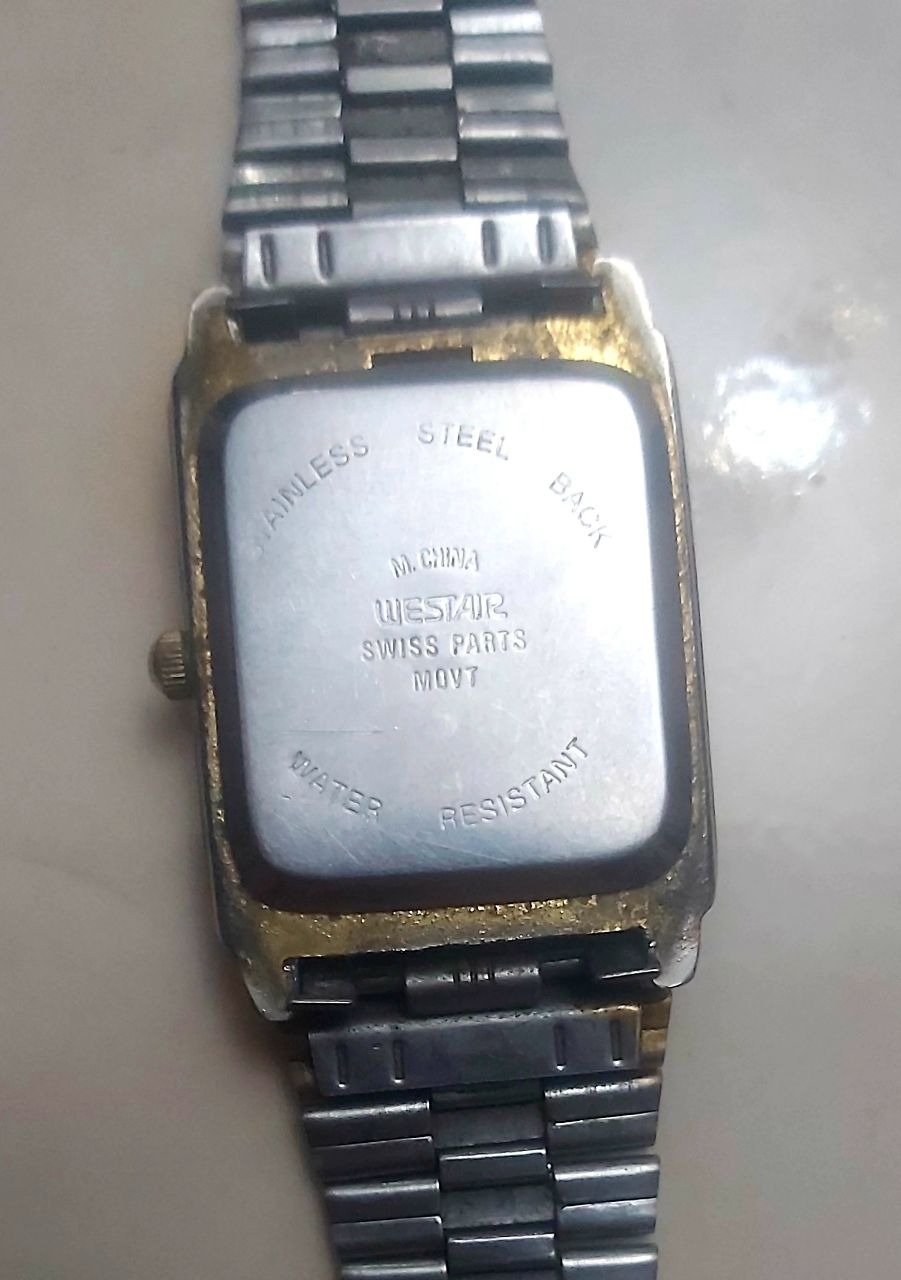 STAINLESS STEEL BACK
M. CHINA
WESTAR
SWISS PARTS
MOVT
WATER RESISTANT